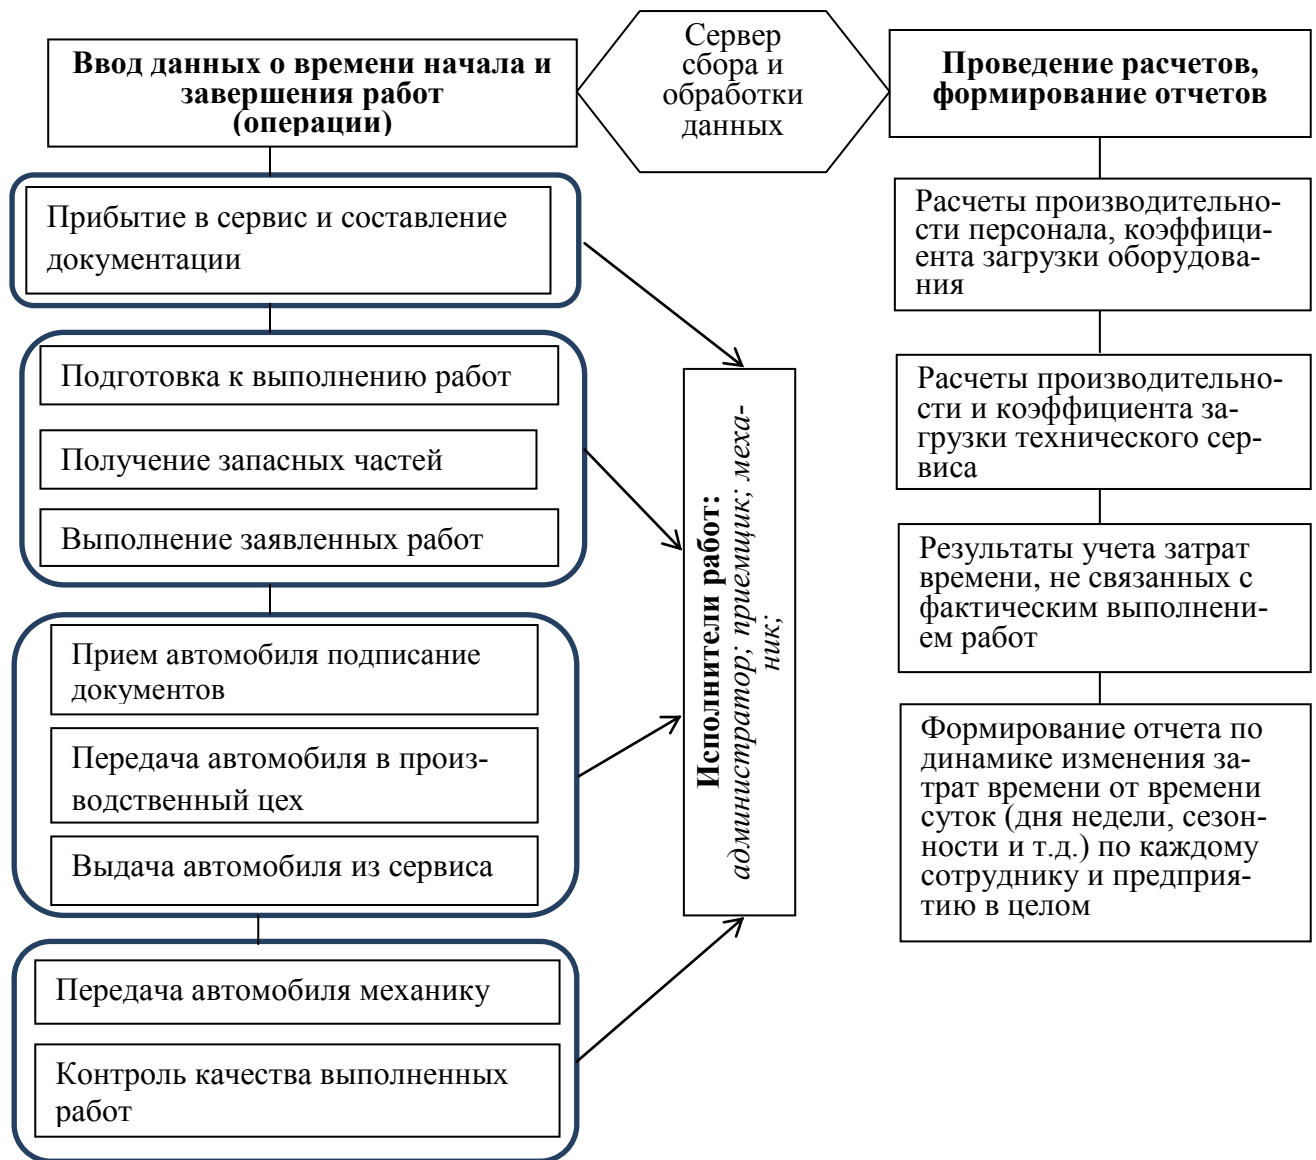 Ввод данных о времени начала и
завершения работ
(операции)
Сервер
сбора и
обработки
данных
Проведение расчетов,
формирование отчетов
Прибытие в сервис и составление
документации
Подготовка к выполнению работ
Получение запасных частей
Выполнение заявленных работ
Прием автомобиля подписание
документов
Передача автомобиля в произ-
водственный цех
Выдача автомобиля из сервиса
Передача автомобиля механику
Контроль качества выполненных
работ
Исполнители работ:
администратор; приемщик; меха-
ник;
Расчеты производительно-
сти персонала, коэффици-
ента загрузки оборудова-
ния
Расчеты производительно-
сти и коэффициента за-
грузки технического сер-
виса
Результаты учета затрат
времени, не связанных с
фактическим выполнени-
ем работ
Формирование отчета по
динамике изменения за-
трат времени от времени
суток (дня недели, сезон-
ности и т.д.) по каждому
сотруднику и предприя-
тию в целом